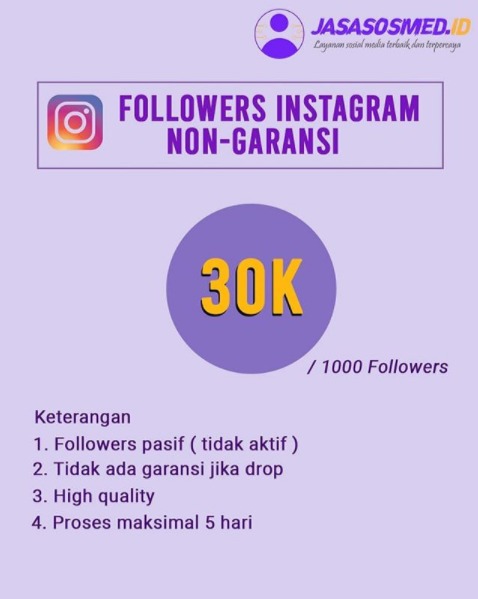 JASASOSMED.ID
Layanan sosial media terbaik dan terpercaya
FOLLOWERS INSTAGRAM
NON-GARANSI
30K
/ 1000 Followers
Keterangan
1. Followers pasif ( tidak aktif )
2. Tidak ada garansi jika drop
3. High quality
4. Proses maksimal 5 hari